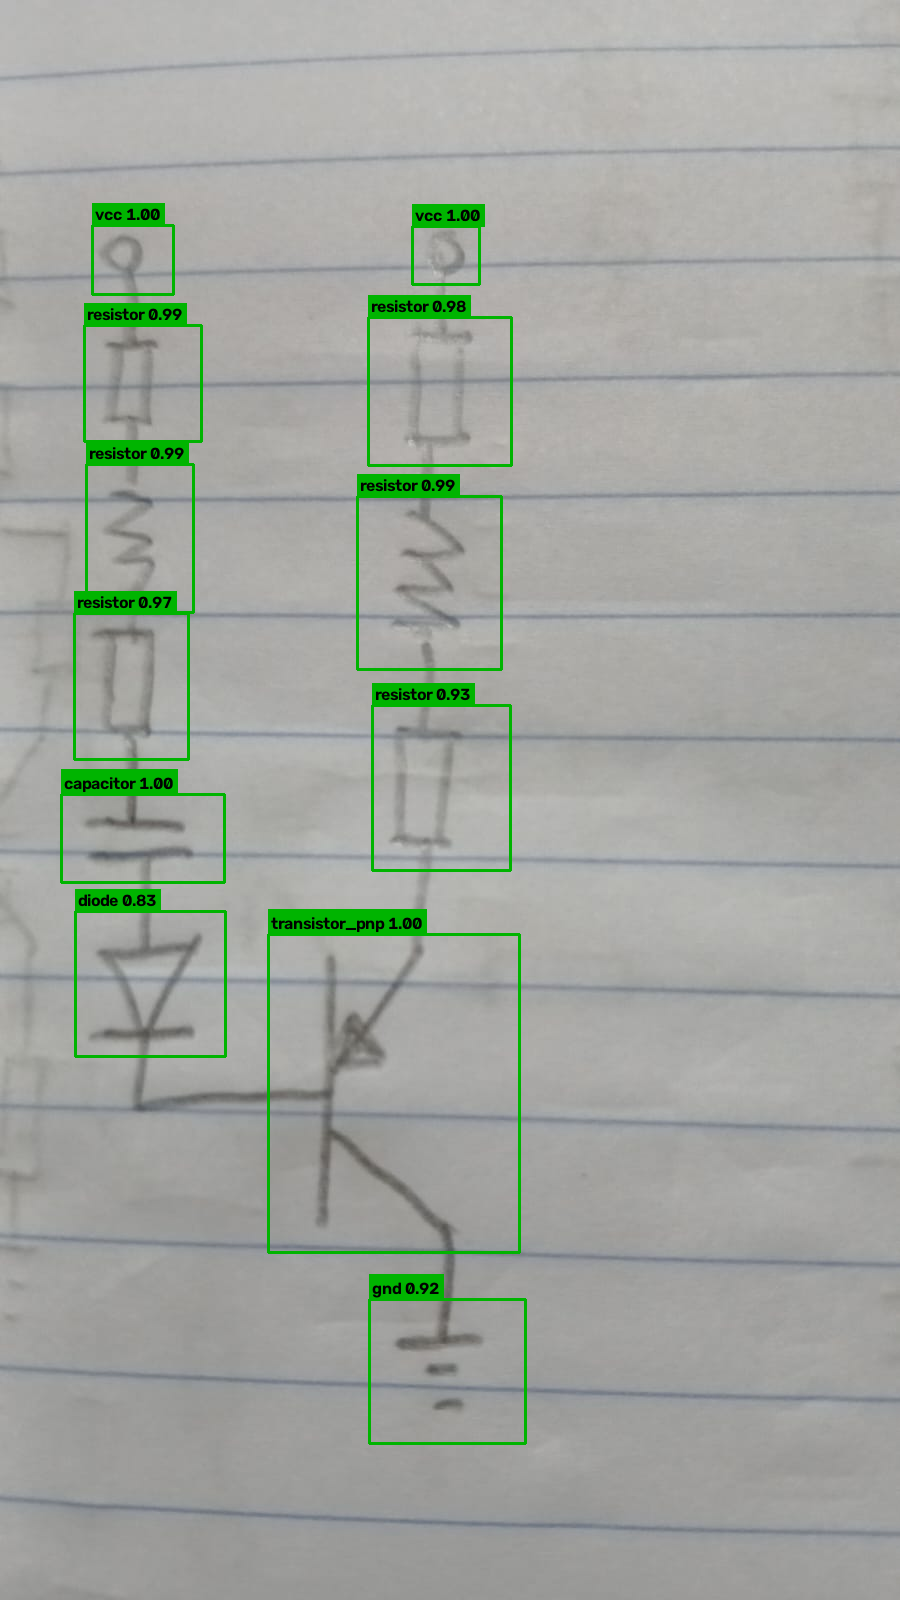 vcc 1.00
vcc 1.00
resistor 0.99
resistor 0.98
resistor 0.99
resistor 0.99
resistor 0.97
resistor 0.93
capacitor 1.00
diode 0.83
transistor_pnp 1.00
gnd 0.92